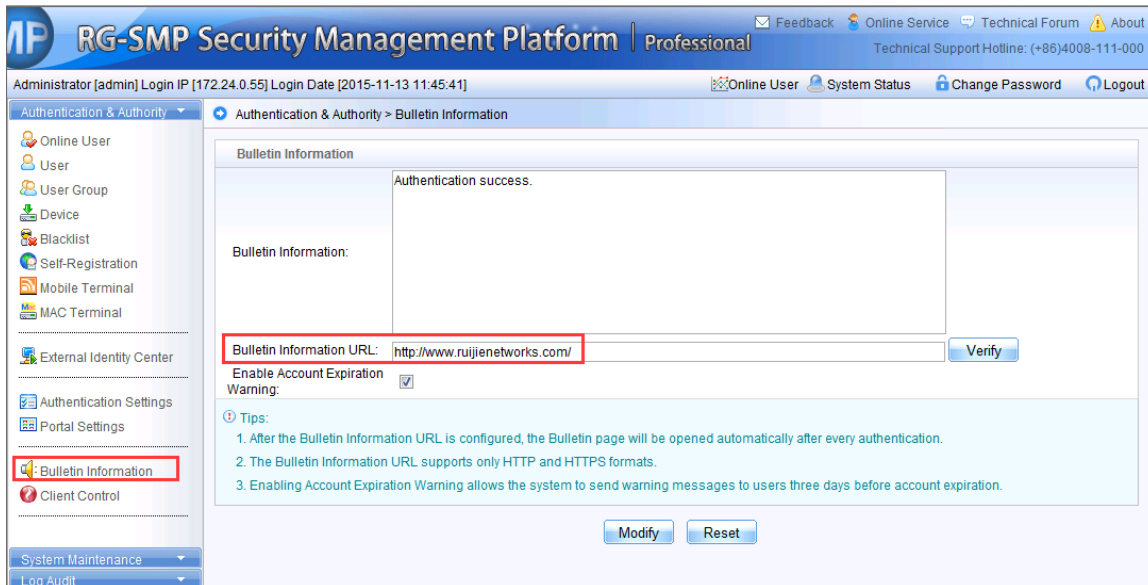 MP RG-SMP Security Management Platform | Professional
Feedback Online Service Technical Forum About
Technical Support Hotline: (+86)4008-111-000
Administrator [admin] Login IP [172.24.0.55] Login Date [2015-11-13 11:45:41]
Online User System Status Change Password Logout
Authentication & Authority
Authentication & Authority > Bulletin Information
Online User
User
User Group
Device
Blacklist
Self-Registration
Mobile Terminal
MAC Terminal
External Identity Center
Authentication Settings
Portal Settings
Bulletin Information
Client Control
System Maintenance
Log Audit
Bulletin Information
Bulletin Information:
Authentication success.
Bulletin Information URL: http://www.ruijienetworks.com/ Verify
Enable Account Expiration
Warning:
Tips:
1. After the Bulletin Information URL is configured, the Bulletin page will be opened automatically after every authentication.
2. The Bulletin Information URL supports only HTTP and HTTPS formats.
3. Enabling Account Expiration Warning allows the system to send warning messages to users three days before account expiration.
Modify Reset